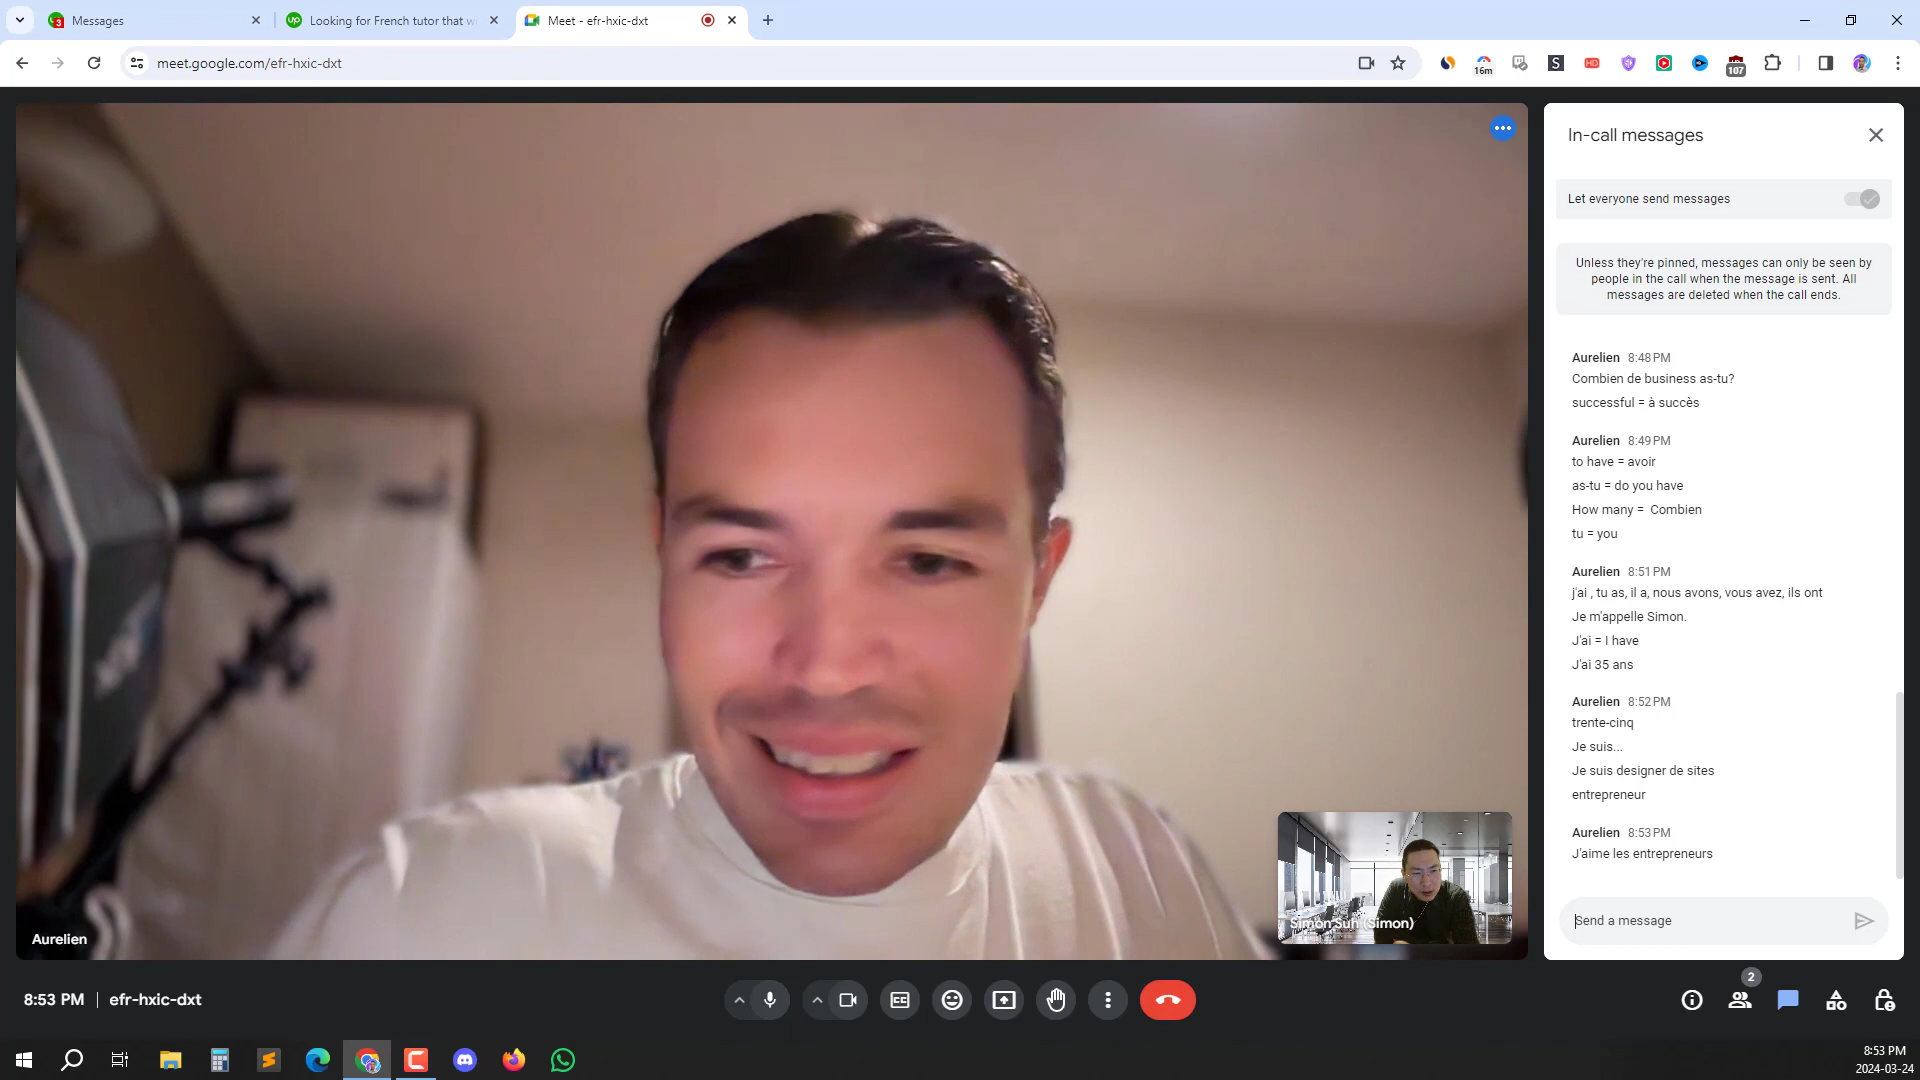 Messages
Looking for French tutor that w
Meet - efr-hxic-dxt
meet.google.com/efr-hxic-dxt
16m
S
HD
107
In-call messages
Let everyone send messages
Unless they're pinned, messages can only be seen by
people in the call when the message is sent. All
messages are deleted when the call ends.
Aurelien 8:48 PM
Combien de business as-tu?
successful = à succès
Aurelien 8:49 PM
to have = avoir
as-tu = do you have
How many = Combien
tu = you
Aurelien 8:51 PM
j'ai , tu as, il a, nous avons, vous avez, ils ont
Je m'appelle Simon.
J'ai = I have
J'ai 35 ans
Aurelien 8:52 PM
trente-cinq
Je suis...
Je suis designer de sites
entrepreneur
Aurelien 8:53 PM
J'aime les entrepreneurs
Send a message
Aurelien
Simon Suh (Simon)
8:53 PM | efr-hxic-dxt
CC
2
8:53 PM
2024-03-24